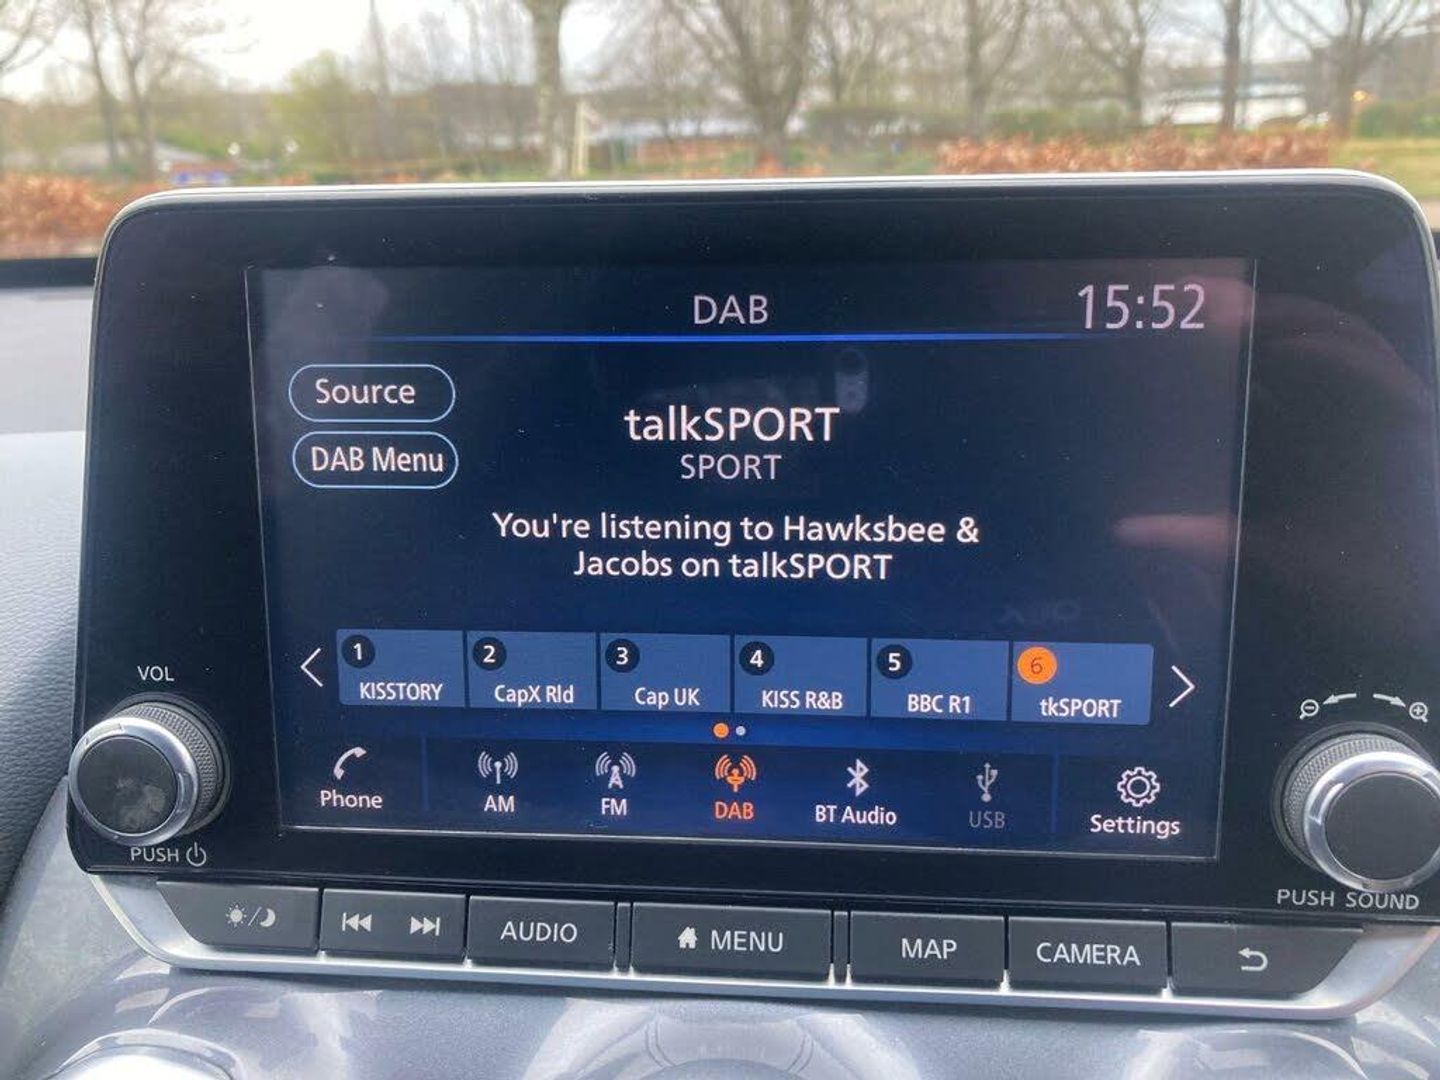 DAB
15:52
Source
talkSPORT
DAB Menu
SPORT
You're listening to Hawksbee &
Jacobs on talkSPORT
1 2 3 4 5 6
KISSTORY CapX Rld Cap UK KISS R&B BBC R1 tkSPORT
VOL
Phone AM FM DAB BT Audio USB Settings
PUSH
PUSH SOUND
AUDIO MENU MAP CAMERA